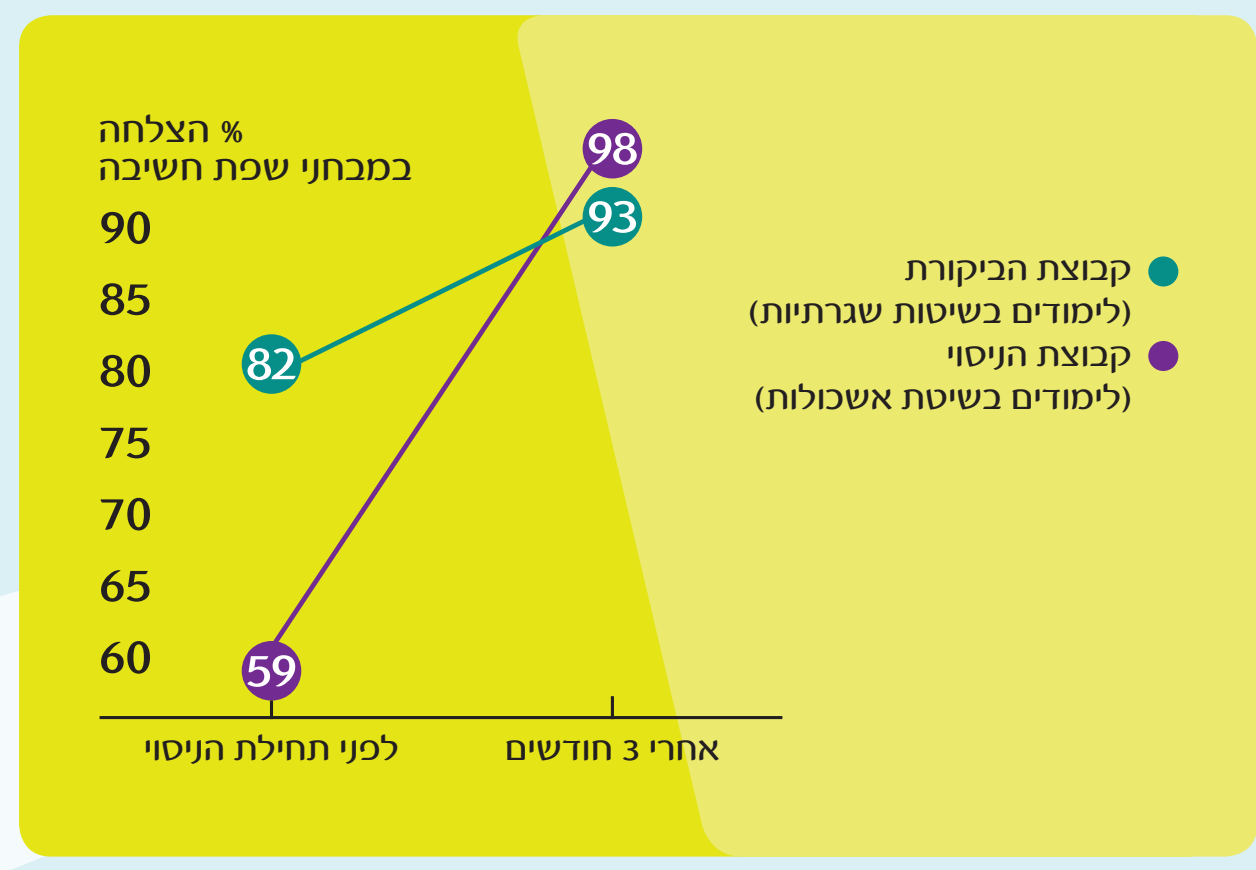 % הצלחה
במבחני שפת חשיבה
90
85
80
75
70
65
60
98
93
82
59
לפני תחילת הניסוי
אחרי 3 חודשים
קבוצת הביקורת
(לימודים בשיטות שגרתיות)
קבוצת הניסוי
(לימודים בשיטת אשכולות)